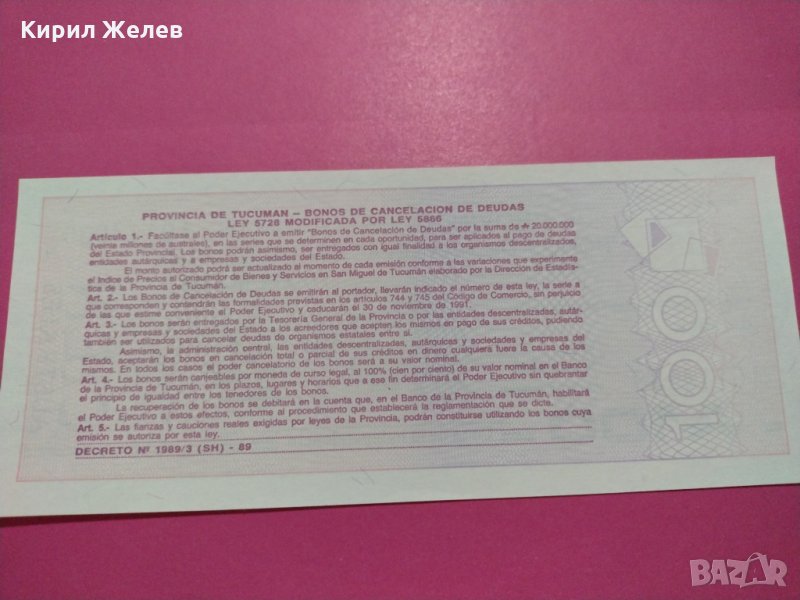 Кирил Желев
PROVINCIA DE TUCUMAN - BONOS DE CANCELACION DE DEUDAS
LEY 5728 MODIFICADA POR LEY 5886
Artículo 1.- Facúltase al Poder Ejecutivo a emitir "Bonos de Cancelación de Deudas" por la suma de ₳ 20.000.000
(veinte millones de australes), en las series que se determinen en cada oportunidad, para ser aplicados al pago de deudas
del Estado Provincial. Los bonos podrán asimismo, ser entregados con igual finalidad a los organismos descentralizados,
entidades autárquicas y a empresas y sociedades del Estado.
El monto autorizado podrá ser actualizado al momento de cada emisión conforme a las variaciones que experimente
el Indice de Precios al Consumidor de Bienes y Servicios en San Miguel de Tucumán elaborado por la Dirección de Estadís-
tica de la Provincia de Tucumán.
Art. 2.- Los Bonos de Cancelación de Deudas se emitirán al portador, llevarán indicado el número de esta ley, la serie a
que corresponden y contendrán las formalidades previstas en los artículos 744 y 745 del Código de Comercio, sin perjuicio
de las que estime conveniente el Poder Ejecutivo y caducarán el 30 de noviembre de 1991.
Art. 3.- Los bonos serán entregados por la Tesorería General de la Provincia o por las entidades descentralizadas, autár-
quicas y empresas y sociedades del Estado a los acreedores que acepten los mismos en pago de sus créditos, pudiendo
también ser utilizados para cancelar deudas de organismos estatales entre sí.
Asimismo, la administración central, las entidades descentralizadas, autárquicas y sociedades y empresas del
Estado, aceptarán los bonos en cancelación total o parcial de sus créditos en dinero cualquiera fuere la causa de los
mismos. En todos los casos el poder cancelatorio de los bonos será a su valor nominal.
Art. 4.- Los bonos serán canjeables por moneda de curso legal, al 100% (cien por ciento) de su valor nominal en el Banco
de la Provincia de Tucumán, en los plazos, lugares y horarios que a ese fin determinará el Poder Ejecutivo sin quebrantar
el principio de igualdad entre los tenedores de los bonos.
La recuperación de los bonos se debitará en la cuenta que, en el Banco de la Provincia de Tucumán, habilitará
el Poder Ejecutivo a estos efectos, conforme al procedimiento que establecerá la reglamentación que se dicte.
Art. 5.- Las fianzas y cauciones reales exigidas por leyes de la Provincia, podrán constituirse utilizando los bonos cuya
emisión se autoriza por esta ley.
DECRETO Nº 1989/3 (SH) - 89
100
BAZAR